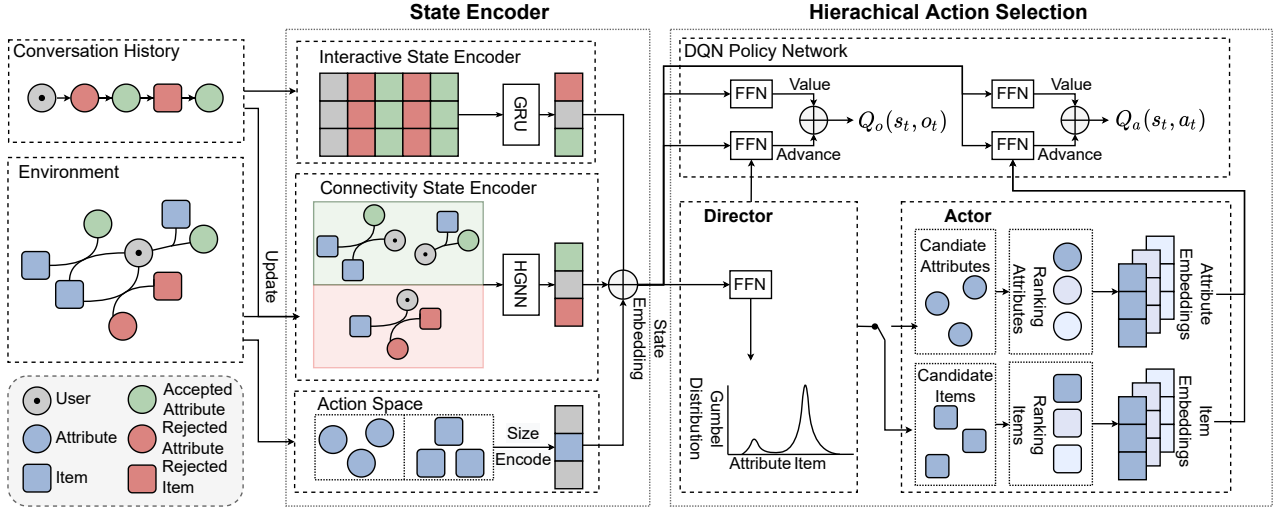 State Encoder
Hierachical Action Selection
Conversation History
Environment
User
Attribute
Item
Accepted
Attribute
Rejected
Attribute
Rejected
Item
Update
Interactive State Encoder
GRU
Connectivity State Encoder
HGNN
Action Space
Size
Encode
State
Embedding
DQN Policy Network
FFN
Value
FFN
Advance
Q_o(s_t, o_t)
FFN
Value
FFN
Advance
Q_a(s_t, a_t)
Director
FFN
Gumbel
Distribution
Attribute Item
Actor
Candiate
Attributes
Ranking
Attributes
Attribute
Embeddings
Candidate
Items
Ranking
Items
Item
Embeddings